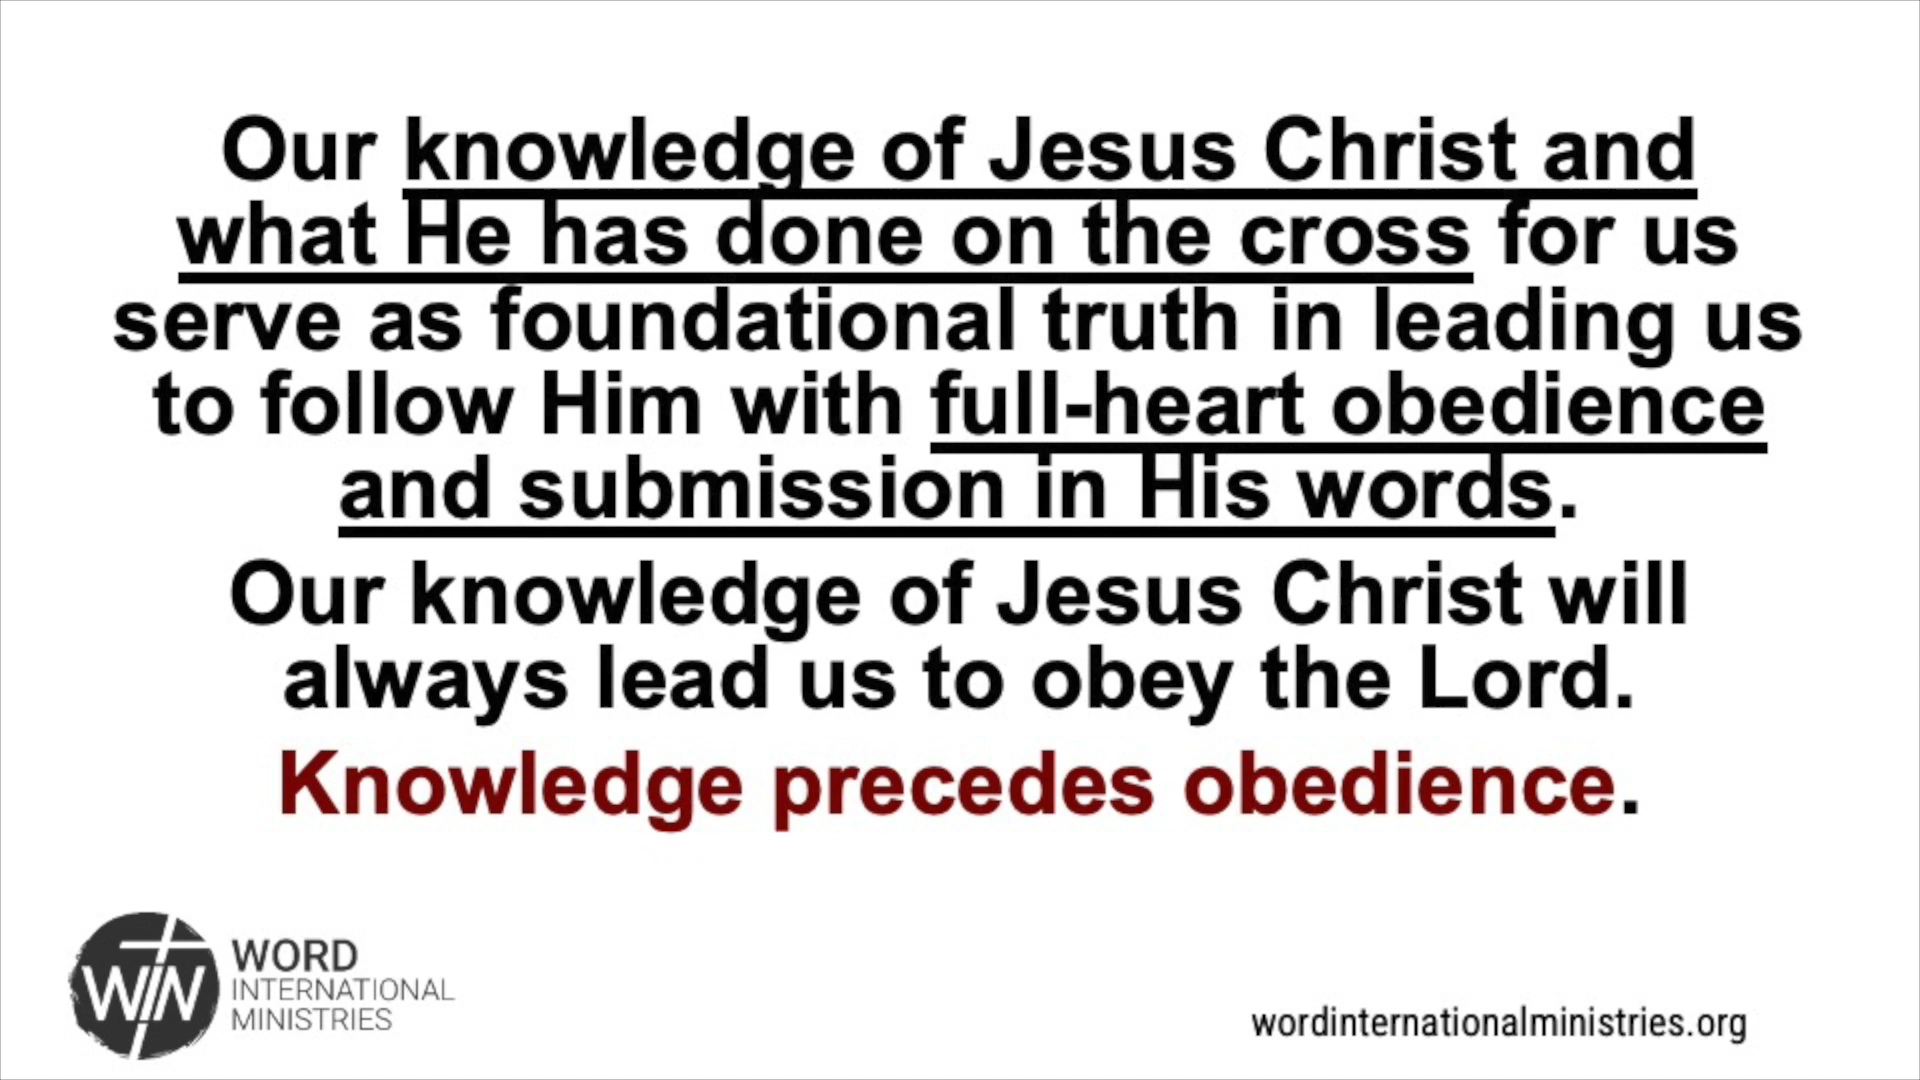 Our knowledge of Jesus Christ and
what He has done on the cross for us
serve as foundational truth in leading us
to follow Him with full-heart obedience
and submission in His words.
Our knowledge of Jesus Christ will
always lead us to obey the Lord.
Knowledge precedes obedience.
WIN
WORD
INTERNATIONAL
MINISTRIES
wordinternationalministries.org